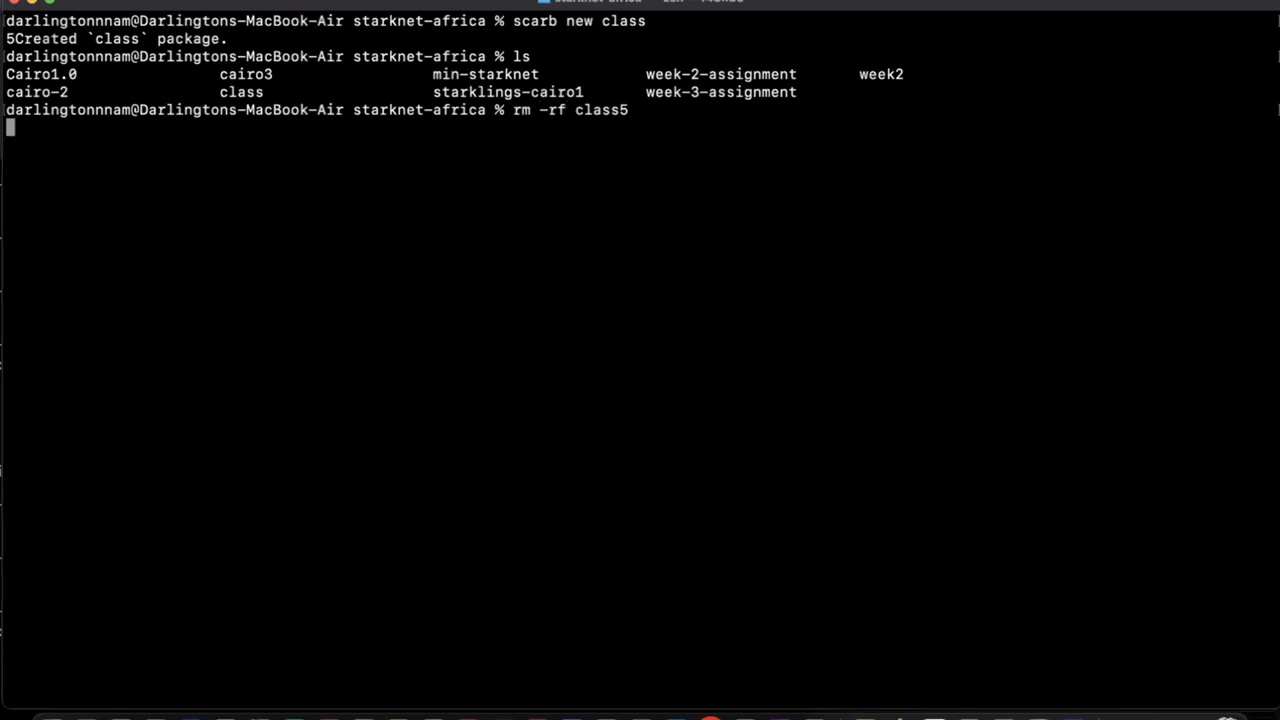 darlingtonnnam@Darlingtons-MacBook-Air starknet-africa % scarb new class
5Created `class` package.
darlingtonnnam@Darlingtons-MacBook-Air starknet-africa % ls
Cairo1.0 cairo3 min-starknet week-2-assignment week2
cairo-2 class starklings-cairo1 week-3-assignment
darlingtonnnam@Darlingtons-MacBook-Air starknet-africa % rm -rf class5